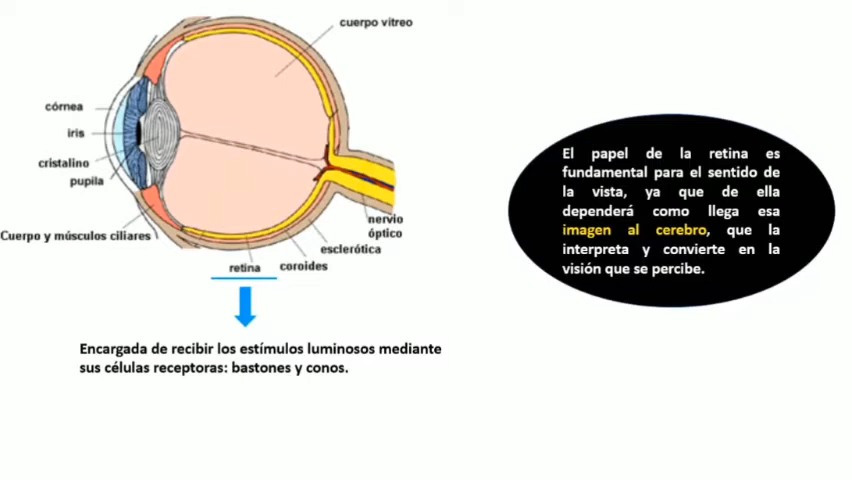 cuerpo vítreo
córnea
iris
cristalino
pupila
Cuerpo y músculos ciliares
nervio
óptico
esclerótica
coroides
retina
Encargada de recibir los estímulos luminosos mediante
sus células receptoras: bastones y conos.
El papel de la retina es
fundamental para el sentido de
la vista, ya que de ella
dependerá como llega esa
imagen al cerebro, que la
interpreta y convierte en la
visión que se percibe.